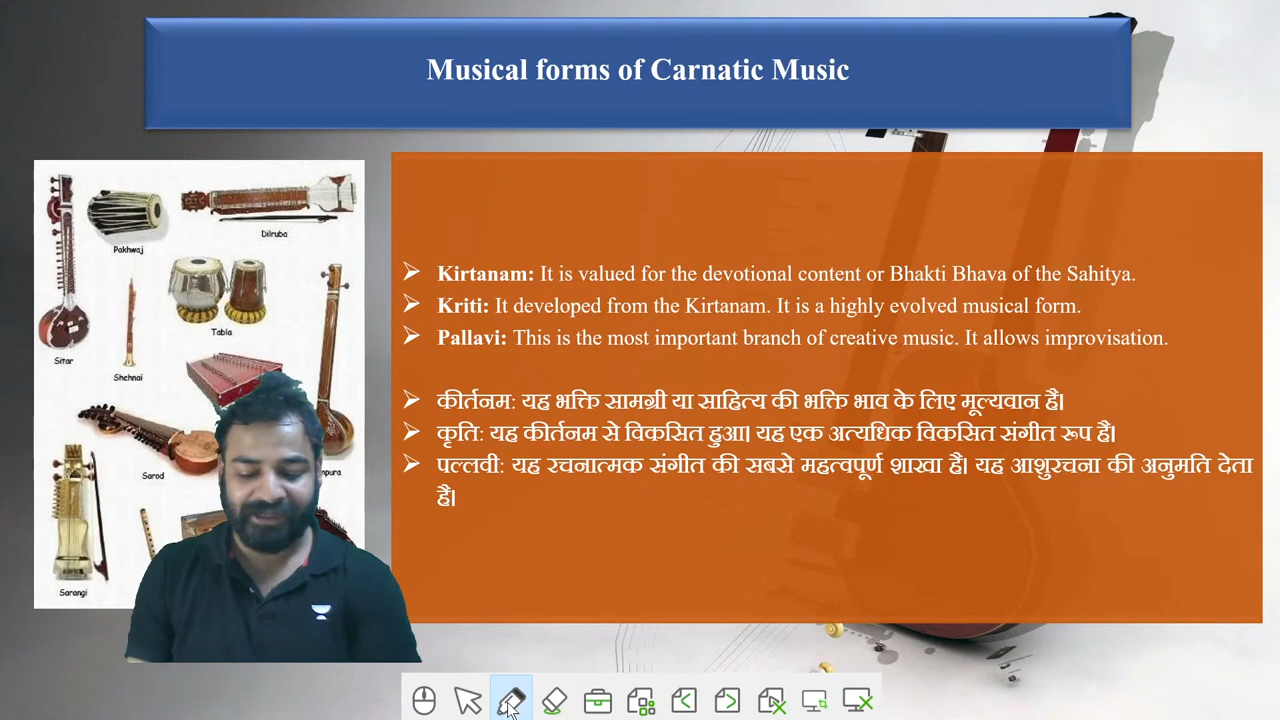 Musical forms of Carnatic Music
Pakhwaj
Dilruba
Tabla
Sitar
Shehnai
Sarod
Sarangi
Kirtanam: It is valued for the devotional content or Bhakti Bhava of the Sahitya.
Kriti: It developed from the Kirtanam. It is a highly evolved musical form.
Pallavi: This is the most important branch of creative music. It allows improvisation.
कीर्तनम: यह भक्ति सामग्री या साहित्य की भक्ति भाव के लिए मूल्यवान है।
कृति: यह कीर्तनम से विकसित हुआ। यह एक अत्यधिक विकसित संगीत रूप है।
पल्लवी: यह रचनात्मक संगीत की सबसे महत्वपूर्ण शाखा है। यह आशुरचना की अनुमति देता
है।